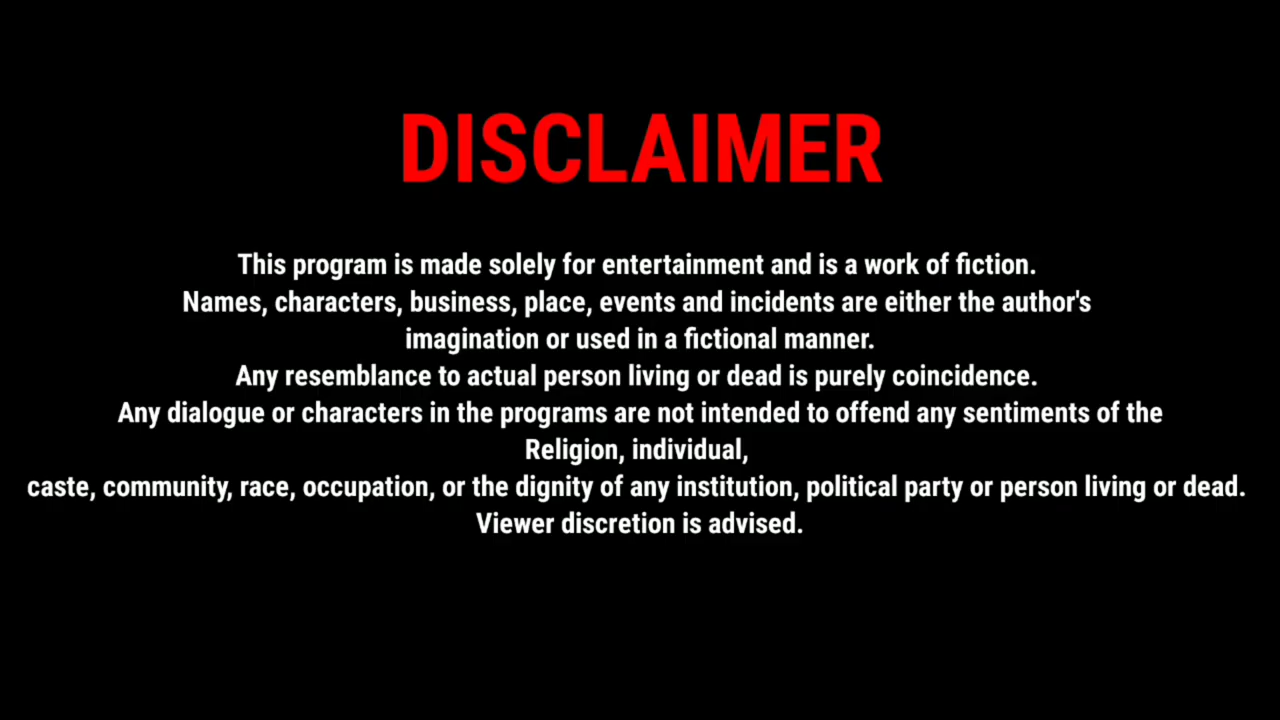 DISCLAIMER
This program is made solely for entertainment and is a work of fiction.
Names, characters, business, place, events and incidents are either the author's
imagination or used in a fictional manner.
Any resemblance to actual person living or dead is purely coincidence.
Any dialogue or characters in the programs are not intended to offend any sentiments of the
Religion, individual,
caste, community, race, occupation, or the dignity of any institution, political party or person living or dead.
Viewer discretion is advised.